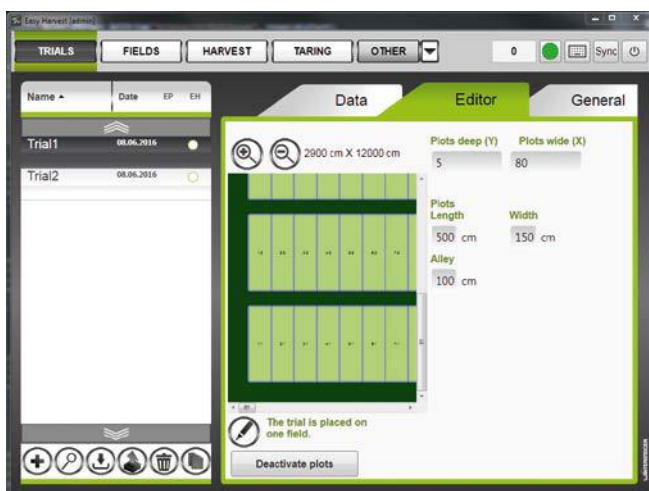 Easy Harvest [admin]
TRIALS
FIELDS
HARVEST
TARING
OTHER
0
Sync
Name
Date
EP
EH
Trial1
08.06.2016
Trial2
08.06.2016
Data
Editor
General
2900 cm X 12000 cm
Plots deep (Y)
Plots wide (X)
5
80
Plots
Length
Width
500 cm
150 cm
Alley
100 cm
The trial is placed on
one field.
Deactivate plots